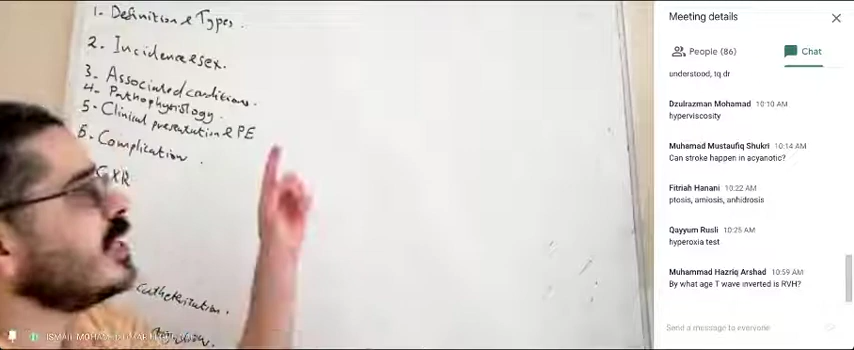 1- Definition & Types.
2. Incidence & sex.
3- Associated conditions.
4- Pathophysiology.
5- Clinical presentation & PE
6. Complication.
CXR
Catheterization.
ISMAIL MOHAMED
Meeting details
People (86)
Chat
understood, tq dr
Dzulrazman Mohamad 10:10 AM
hyperviscosity
Muhamad Mustaufiq Shukri 10:14 AM
Can stroke happen in acyanotic?
Fitriah Hanani 10:22 AM
ptosis, amiosis, anhidrosis
Qayyum Rusli 10:25 AM
hyperoxia test
Muhammad Hazriq Arshad 10:59 AM
By what age T wave inverted is RVH?
Send a message to everyone